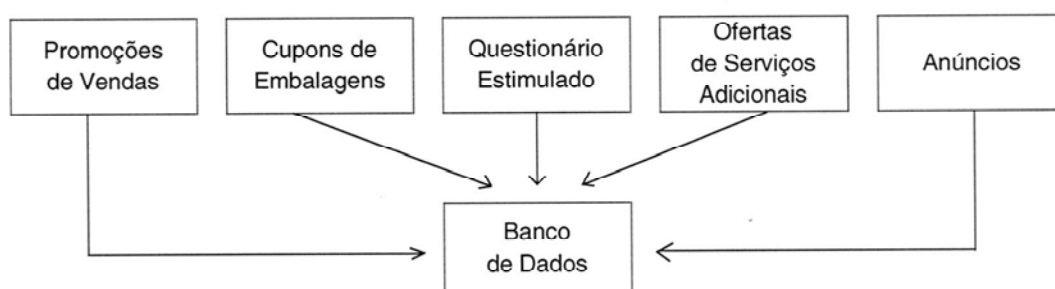 Promoções
de Vendas
Cupons de
Embalagens
Questionário
Estimulado
Ofertas
de Serviços
Adicionais
Anúncios
Banco
de Dados